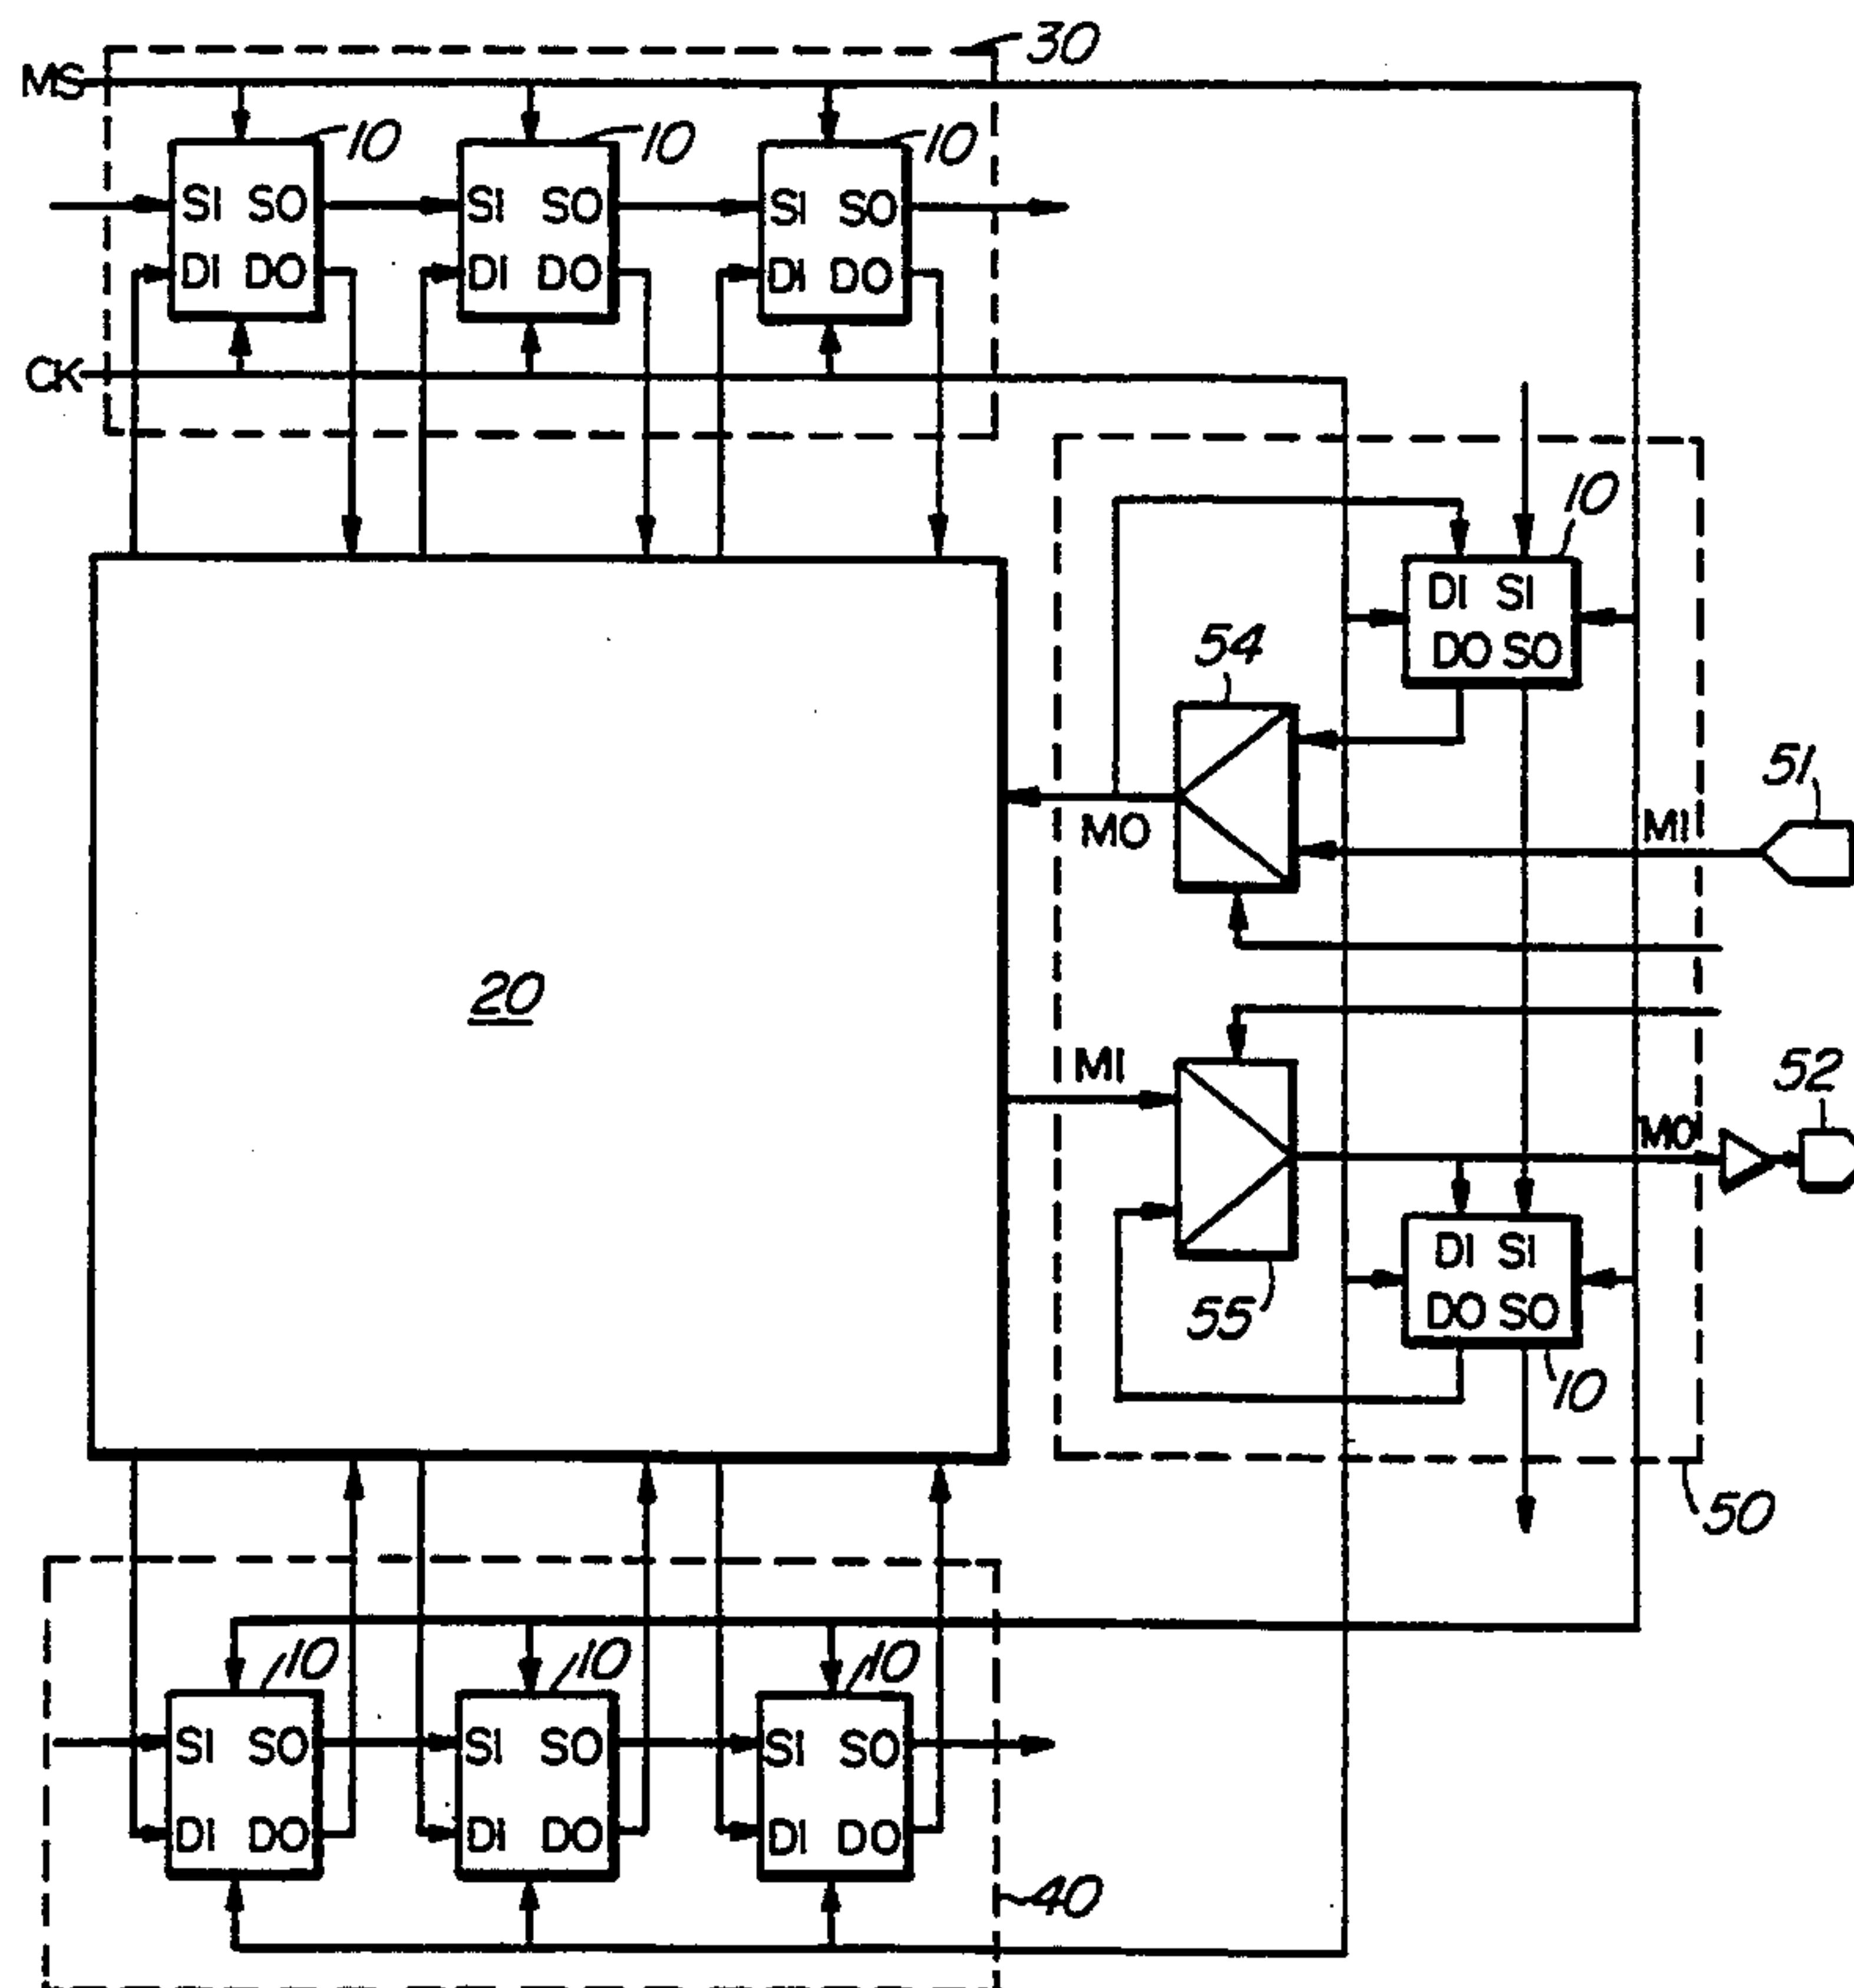 30
MS
10 10 10
SI SO SI SO SI SO
DI DO DI DO DI DO
CK
10
DI SI
DO SO
54
51
MO
MI
20
MI
52
MO
DI SI
DO SO
55
10
50
10 10 10
SI SO SI SO SI SO
DI DO DI DO DI DO
40